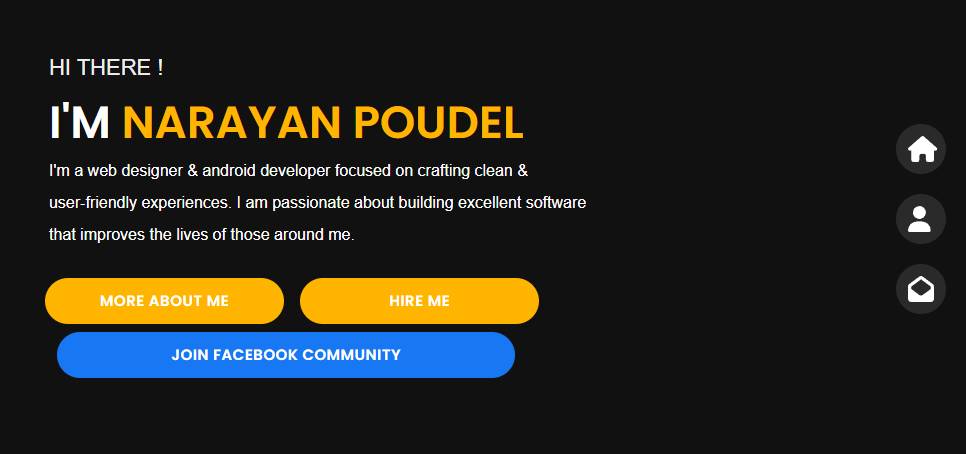 HI THERE !
I'M NARAYAN POUDEL
I'm a web designer & android developer focused on crafting clean &
user-friendly experiences. I am passionate about building excellent software
that improves the lives of those around me.
MORE ABOUT ME
HIRE ME
JOIN FACEBOOK COMMUNITY